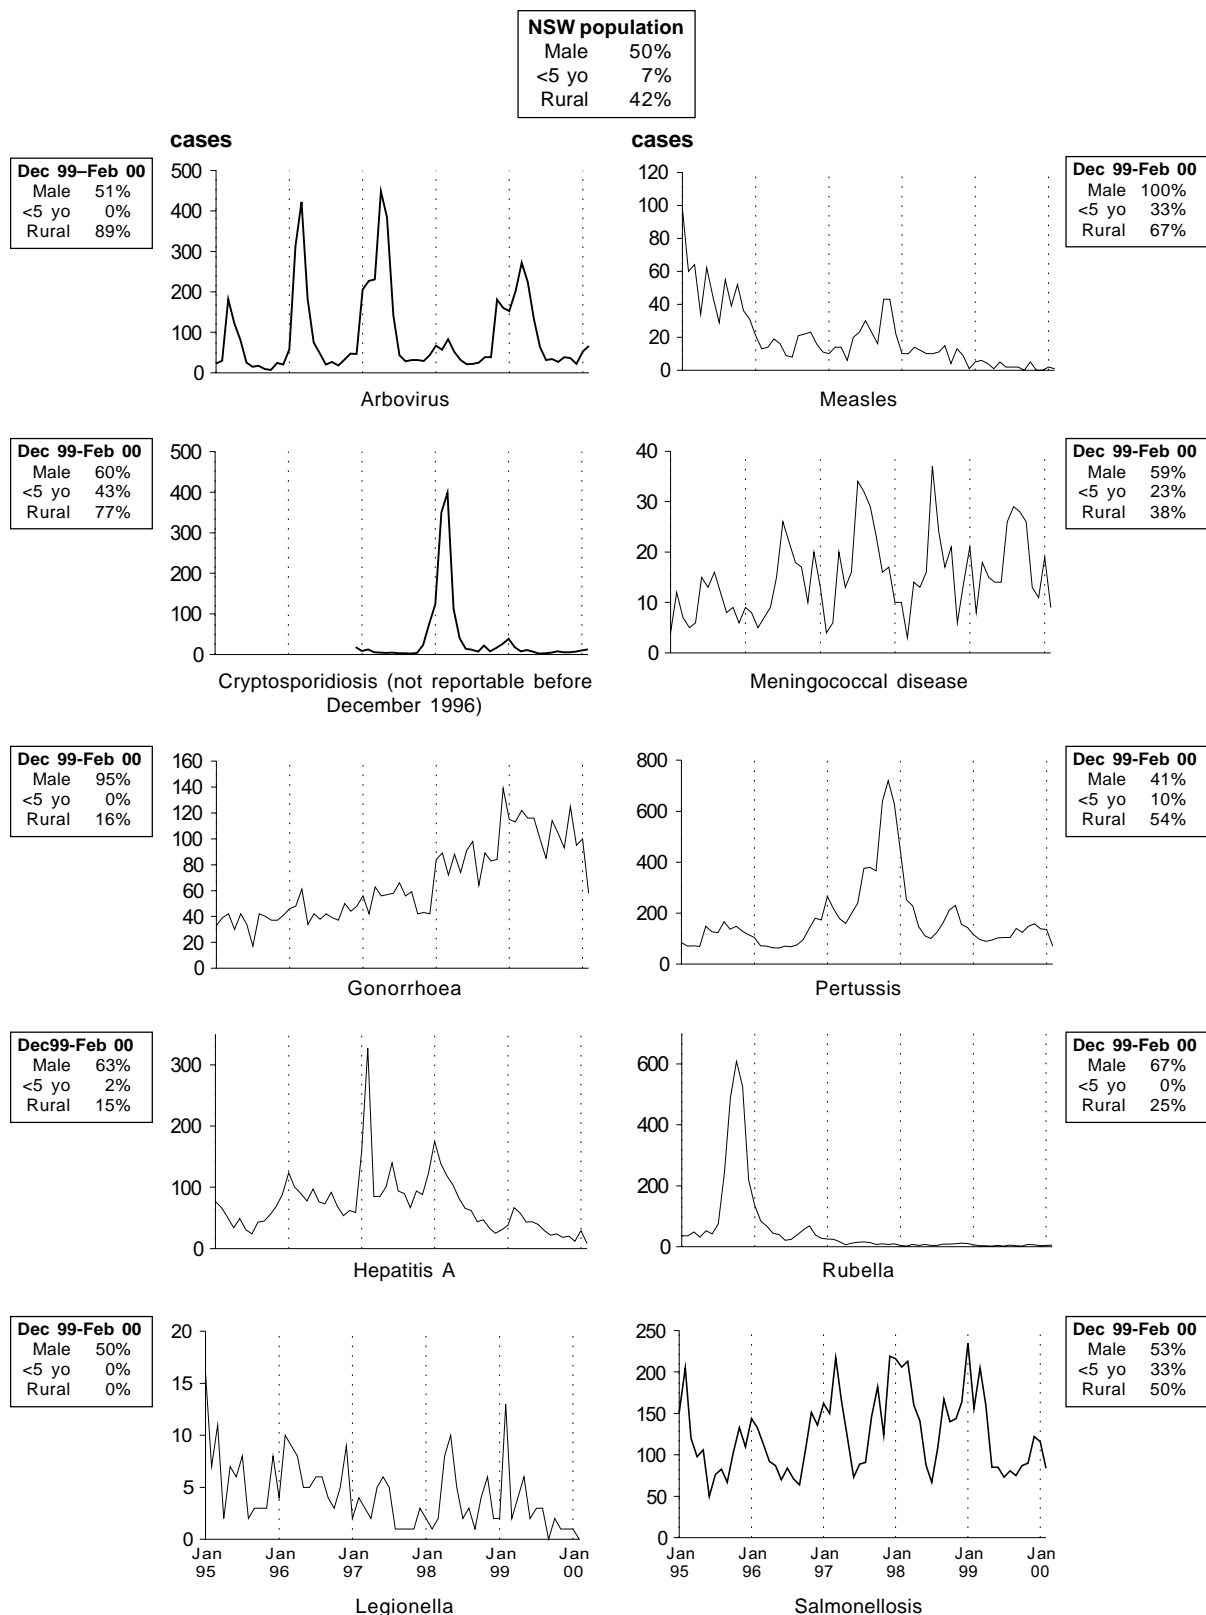 NSW population
Male 50%
<5 yo 7%
Rural 42%
cases
Dec 99–Feb 00
Male 51%
<5 yo 0%
Rural 89%
500
400
300
200
100
0
Arbovirus
cases
120
100
80
60
40
20
0
Measles
Dec 99-Feb 00
Male 100%
<5 yo 33%
Rural 67%
Dec 99-Feb 00
Male 60%
<5 yo 43%
Rural 77%
500
400
300
200
100
0
Cryptosporidiosis (not reportable before
December 1996)
40
30
20
10
0
Meningococcal disease
Dec 99-Feb 00
Male 59%
<5 yo 23%
Rural 38%
Dec 99-Feb 00
Male 95%
<5 yo 0%
Rural 16%
160
140
120
100
80
60
40
20
0
Gonorrhoea
800
600
400
200
0
Pertussis
Dec 99-Feb 00
Male 41%
<5 yo 10%
Rural 54%
Dec99-Feb 00
Male 63%
<5 yo 2%
Rural 15%
300
200
100
0
Hepatitis A
600
400
200
0
Rubella
Dec 99-Feb 00
Male 67%
<5 yo 0%
Rural 25%
Dec 99-Feb 00
Male 50%
<5 yo 0%
Rural 0%
20
15
10
5
0
Jan Jan Jan Jan Jan Jan
95 96 97 98 99 00
Legionella
250
200
150
100
50
0
Jan Jan Jan Jan Jan Jan
95 96 97 98 99 00
Salmonellosis
Dec 99-Feb 00
Male 53%
<5 yo 33%
Rural 50%